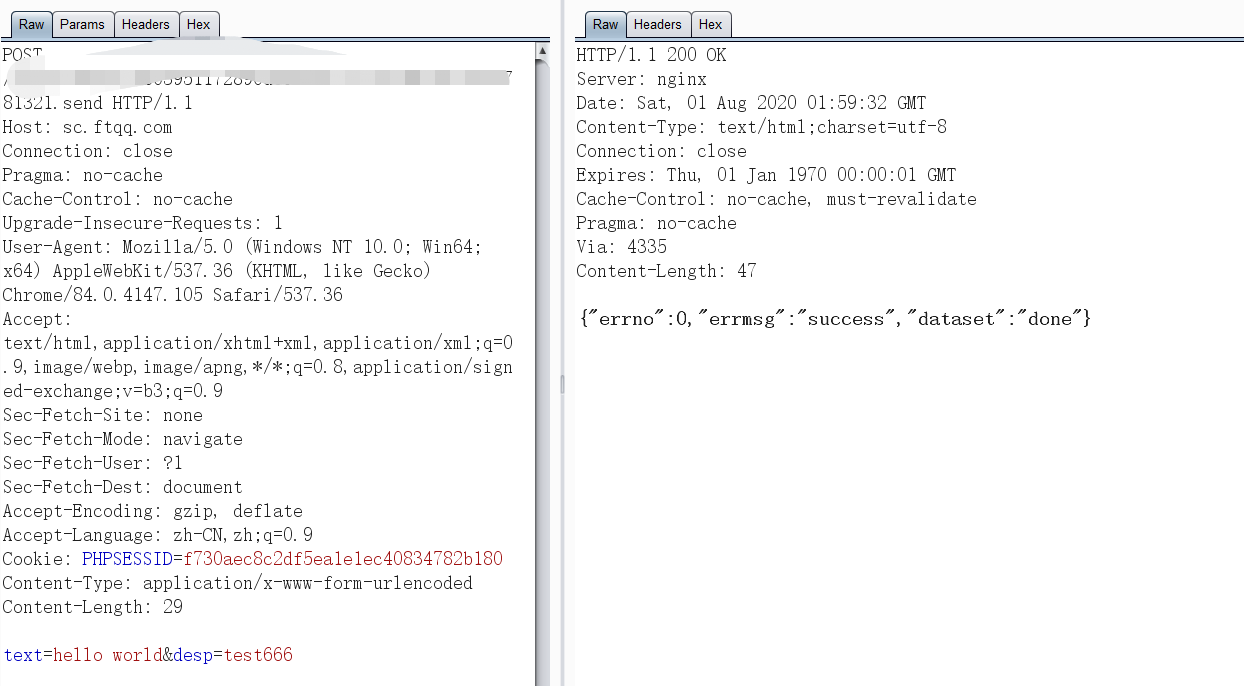 Raw Params Headers Hex
POST
81321.send HTTP/1.1
Host: sc.ftqq.com
Connection: close
Pragma: no-cache
Cache-Control: no-cache
Upgrade-Insecure-Requests: 1
User-Agent: Mozilla/5.0 (Windows NT 10.0; Win64;
x64) AppleWebKit/537.36 (KHTML, like Gecko)
Chrome/84.0.4147.105 Safari/537.36
Accept:
text/html,application/xhtml+xml,application/xml;q=0
.9,image/webp,image/apng,*/*;q=0.8,application/sign
ed-exchange;v=b3;q=0.9
Sec-Fetch-Site: none
Sec-Fetch-Mode: navigate
Sec-Fetch-User: ?1
Sec-Fetch-Dest: document
Accept-Encoding: gzip, deflate
Accept-Language: zh-CN,zh;q=0.9
Cookie: PHPSESSID=f730aec8c2df5ea1e1ec40834782b180
Content-Type: application/x-www-form-urlencoded
Content-Length: 29
text=hello world&desp=test666
Raw Headers Hex
HTTP/1.1 200 OK
Server: nginx
Date: Sat, 01 Aug 2020 01:59:32 GMT
Content-Type: text/html;charset=utf-8
Connection: close
Expires: Thu, 01 Jan 1970 00:00:01 GMT
Cache-Control: no-cache, must-revalidate
Pragma: no-cache
Via: 4335
Content-Length: 47
{"errno":0,"errmsg":"success","dataset":"done"}